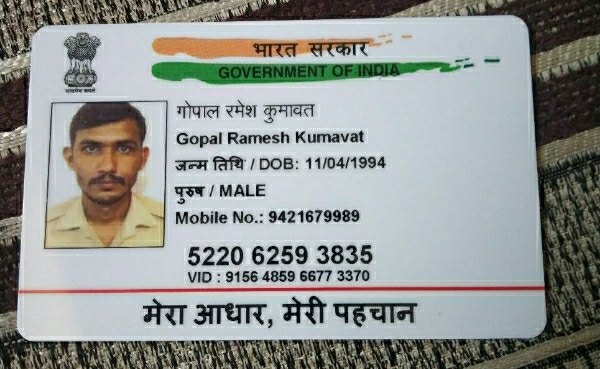 भारत सरकार
GOVERNMENT OF INDIA
सत्यमेव जयते
गोपाल रमेश कुमावत
Gopal Ramesh Kumavat
जन्म तिथि / DOB: 11/04/1994
पुरुष / MALE
Mobile No.: 9421679989
5220 6259 3835
VID : 9156 4859 6677 3370
मेरा आधार, मेरी पहचान